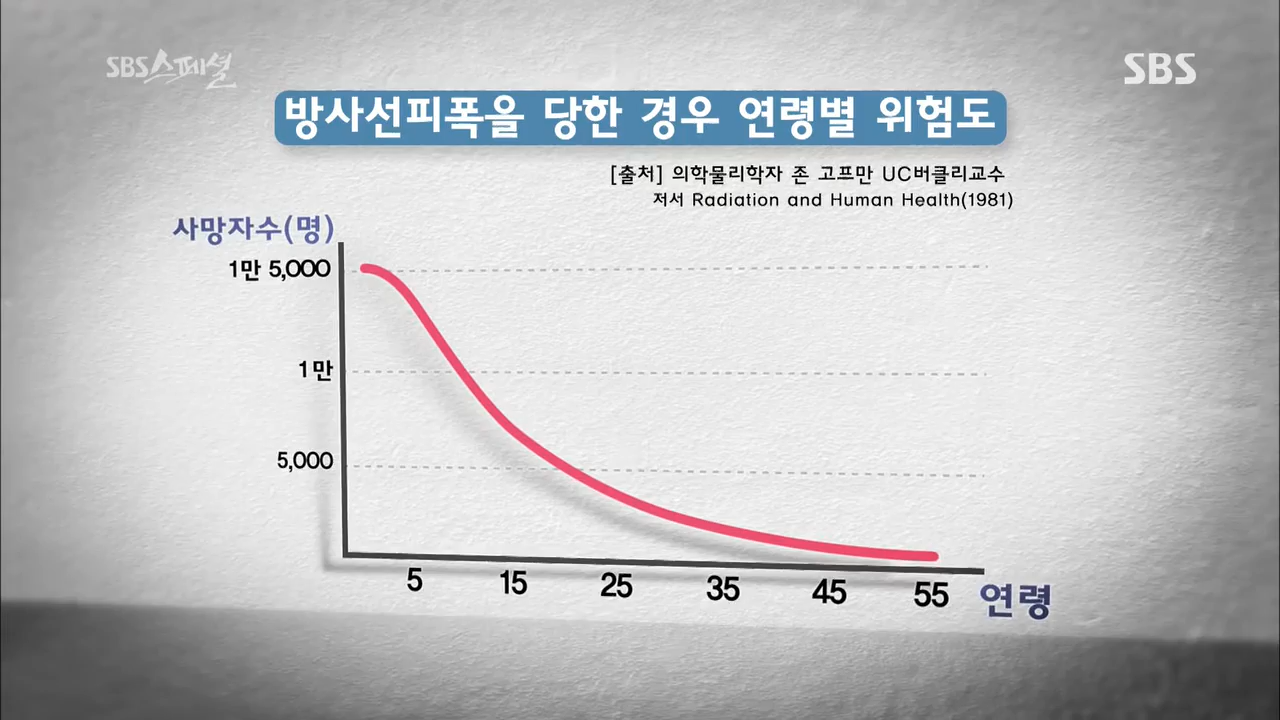 SBS스페셜
SBS
방사선피폭을 당한 경우 연령별 위험도
[출처] 의학물리학자 존 고프만 UC버클리교수
저서 Radiation and Human Health(1981)
사망자수(명)
1만 5,000
1만
5,000
5 15 25 35 45 55 연령